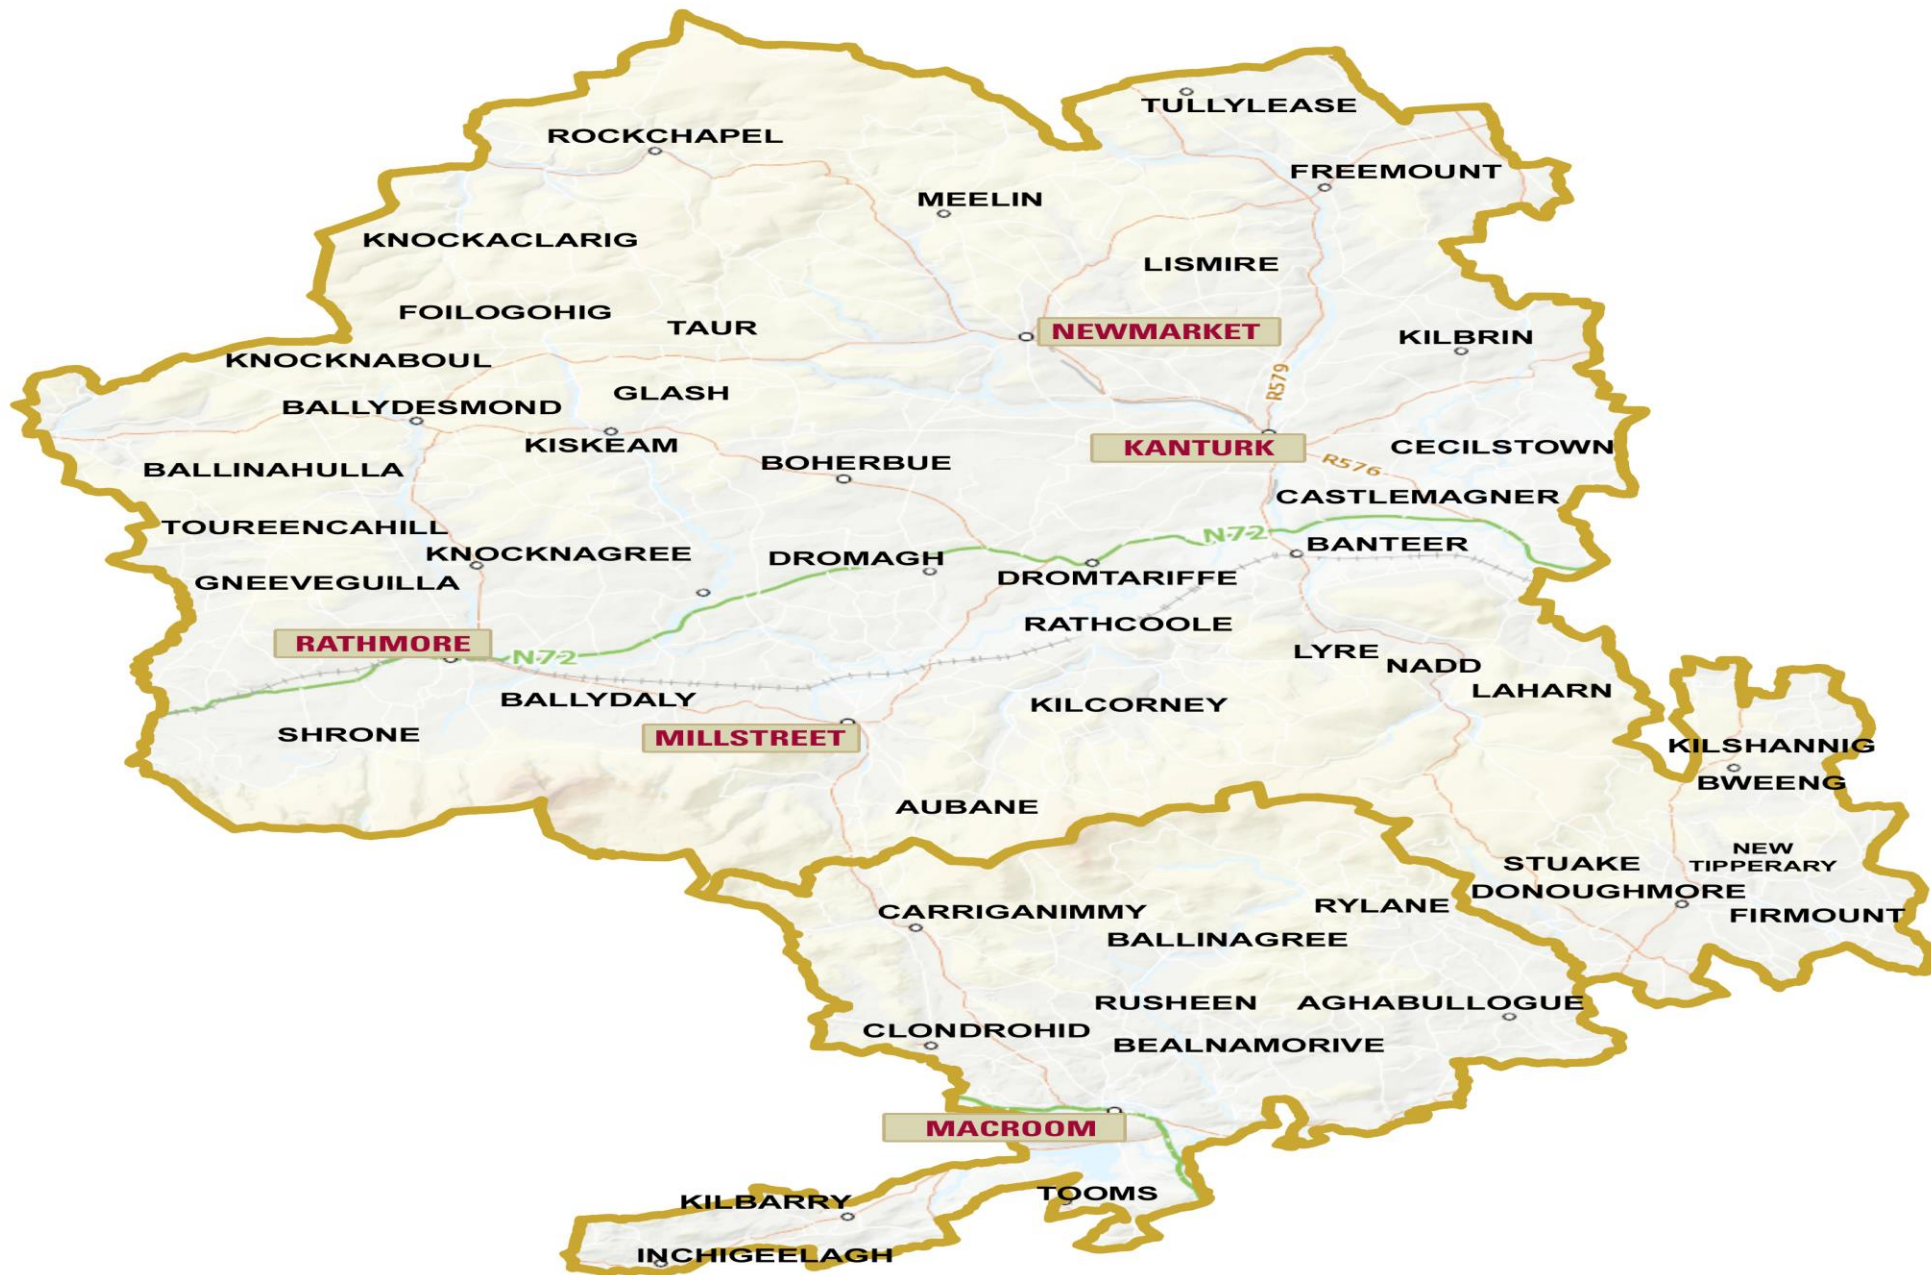 TULLYLEASE
ROCKCHAPEL
FREEMOUNT
MEELIN
KNOCKACLARIG
LISMIRE
FOILOGOHIG
TAUR
NEWMARKET
KILBRIN
KNOCKNABOUL
R579
GLASH
BALLYDESMOND
KISKEAM
KANTURK
CECILSTOWN
BOHERBUE
R576
BALLINAHULLA
CASTLEMAGNER
TOUREENCAHILL
N72
KNOCKNAGREE
BANTEER
DROMAGH
DROMTARIFFE
GNEEVEGUILLA
RATHCOOLE
RATHMORE
N72
LYRE
NADD
LAHARN
BALLYDALY
KILCORNEY
SHRONE
MILLSTREET
KILSHANNIG
BWEENG
AUBANE
NEW
TIPPERARY
STUAKE
DONOUGHMORE
CARRIGANIMMY
RYLANE
FIRMOUNT
BALLINAGREE
RUSHEEN
AGHABULLOGUE
CLONDROHID
BEALNAMORIVE
MACROOM
TOOMS
KILBARRY
INCHIGEELAGH